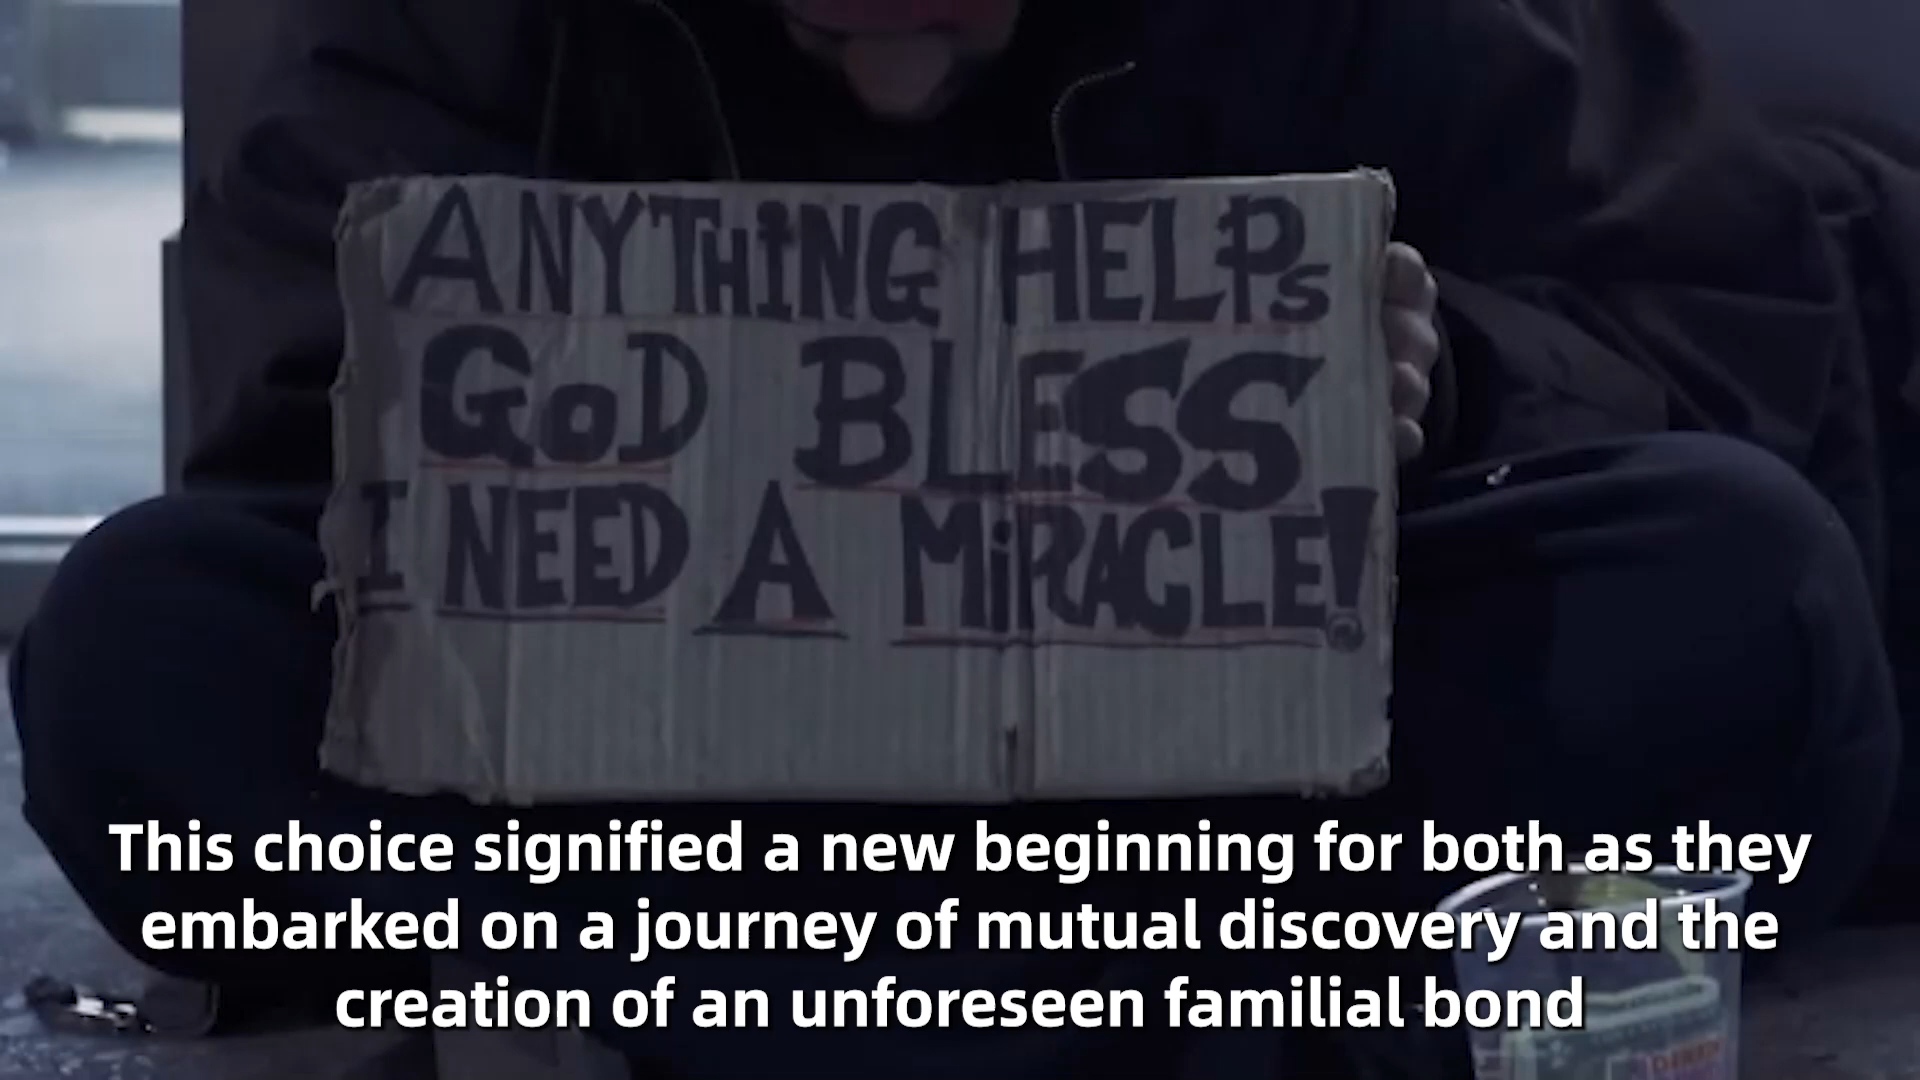 ANYTHING HELPS
GoD BLESS
I NEED A MiRACLE!
This choice signified a new beginning for both as they
embarked on a journey of mutual discovery and the
creation of an unforeseen familial bond